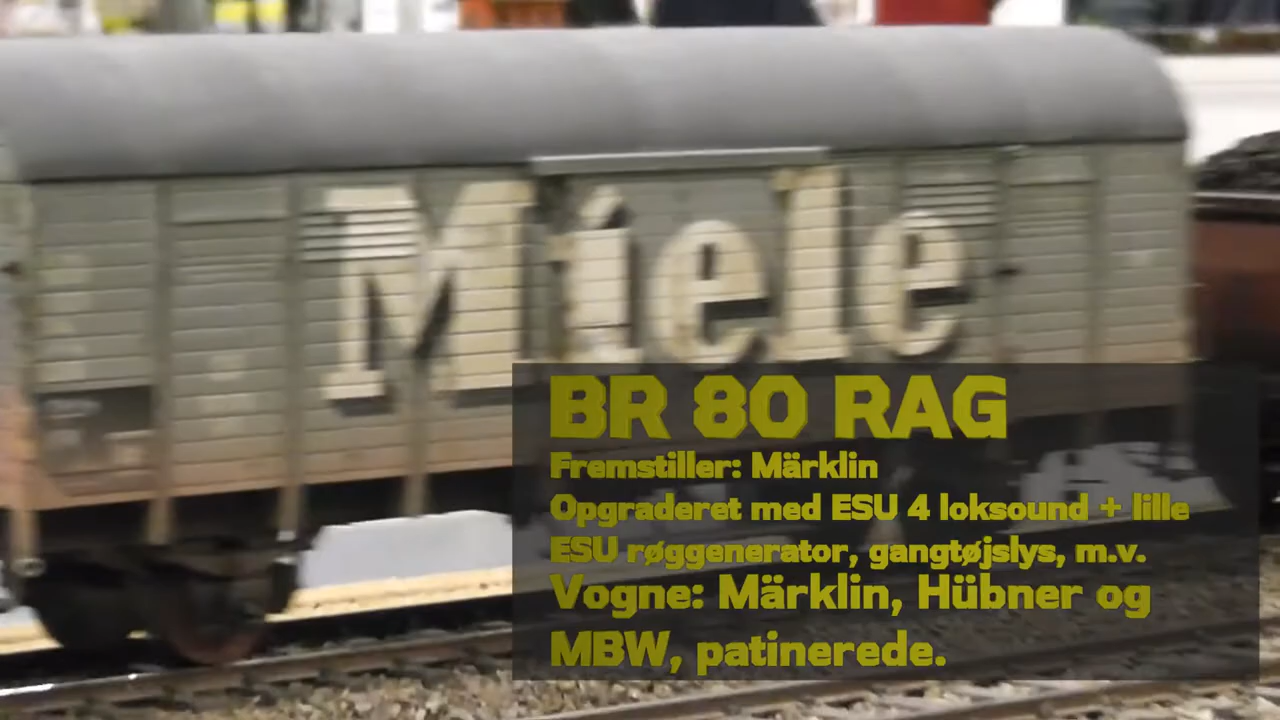 Miele
BR 80 RAG
Fremstiller: Märklin
Opgraderet med ESU 4 loksound + lille
ESU røggenerator, gangtøjslys, m.v.
Vogne: Märklin, Hübner og
MBW, patinerede.